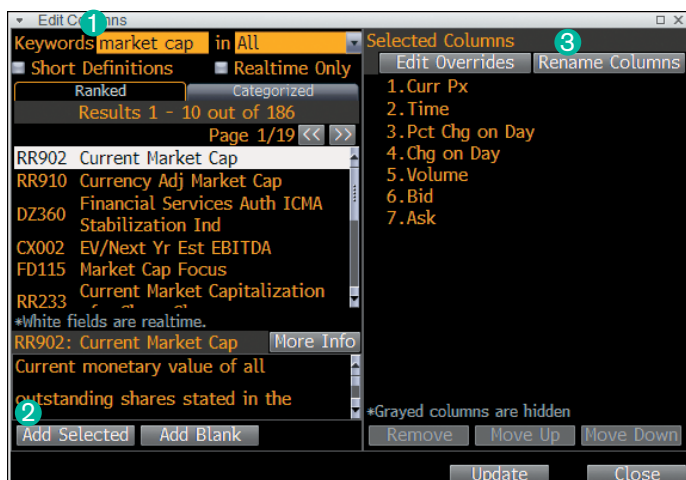 1
Edit C
ns
Keywords market cap in All
Short Definitions Realtime Only
Ranked Categorized
Results 1 - 10 out of 186
Page 1/19 << >>
RR902 Current Market Cap
RR910 Currency Adj Market Cap
DZ360 Financial Services Auth ICMA
Stabilization Ind
CX002 EV/Next Yr Est EBITDA
FD115 Market Cap Focus
RR233 Current Market Capitalization
*White fields are realtime.
RR902: Current Market Cap More Info
Current monetary value of all
outstanding shares stated in the
2
Add Selected Add Blank
Selected Columns
3
Edit Overrides Rename Columns
1.Curr Px
2.Time
3.Pct Chg on Day
4.Chg on Day
5.Volume
6.Bid
7.Ask
*Grayed columns are hidden
Remove Move Up Move Down
Update Close